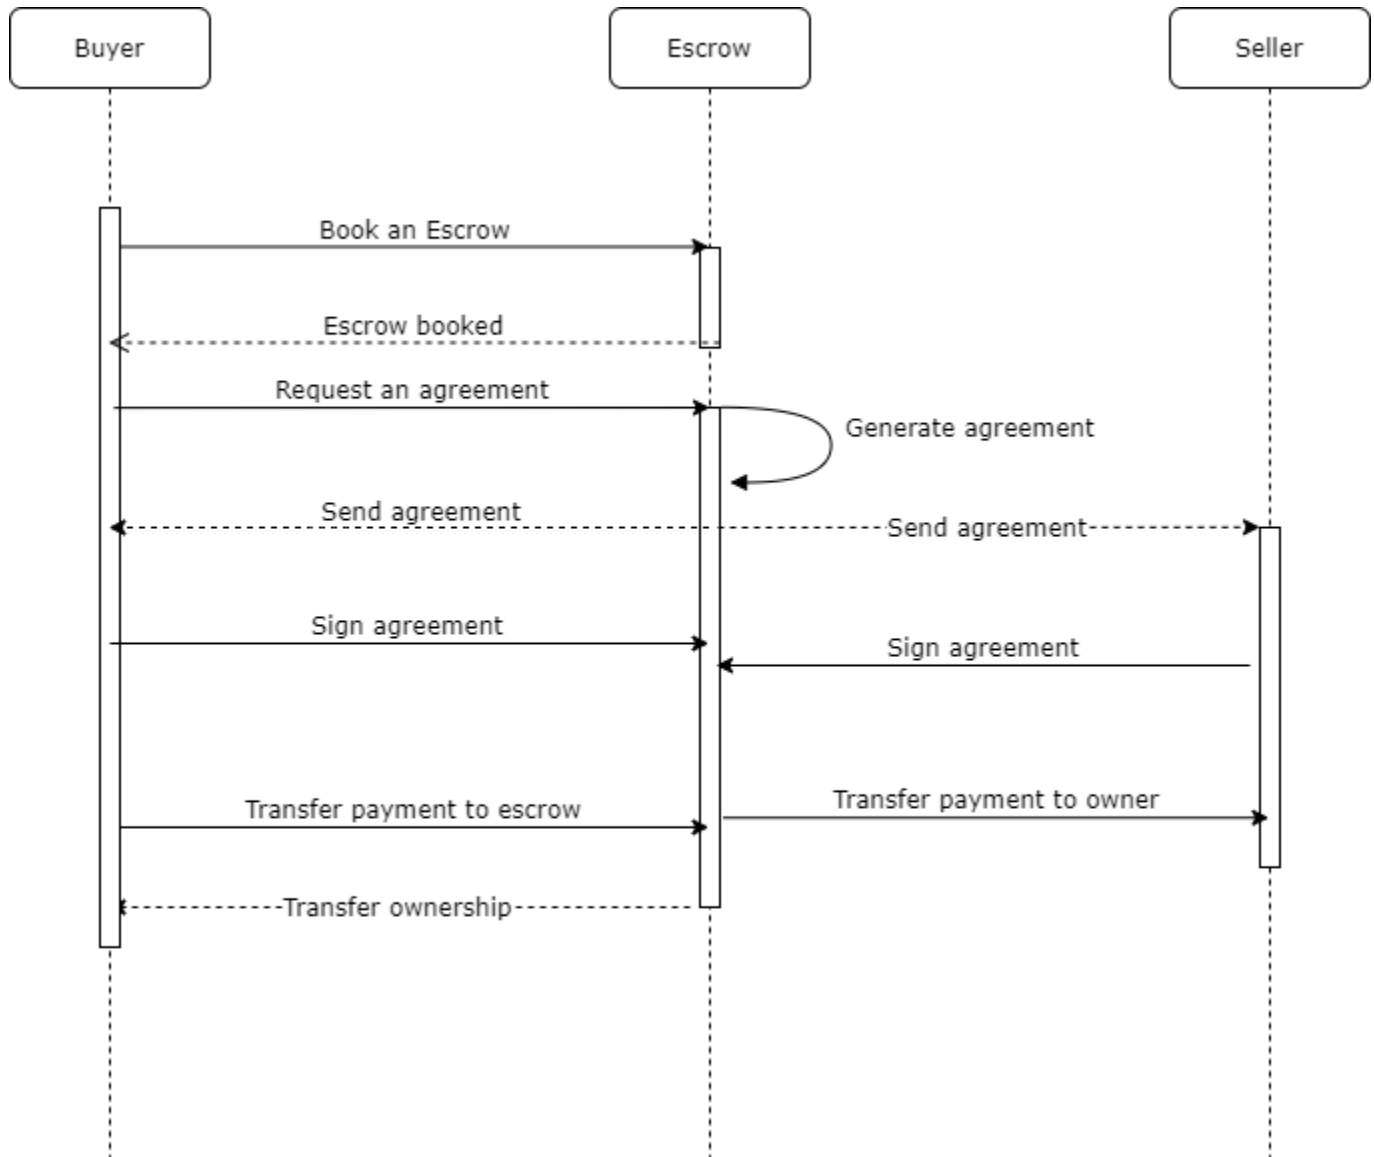 Buyer
Escrow
Seller
Book an Escrow
Escrow booked
Request an agreement
Generate agreement
Send agreement
Send agreement
Sign agreement
Sign agreement
Transfer payment to owner
Transfer payment to escrow
Transfer ownership